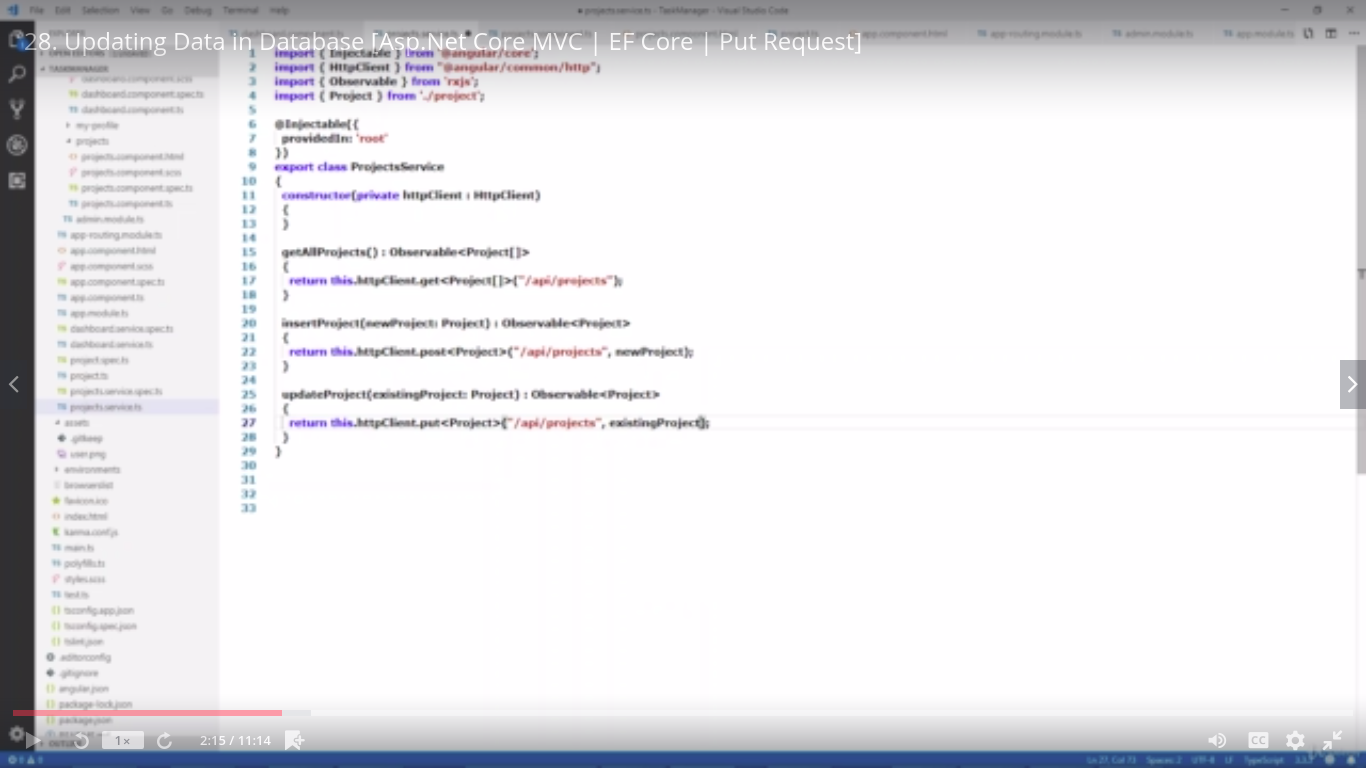 File Edit Selection View Go Debug Terminal Help
projects.service.ts - TaskManager - Visual Studio Code
28. Updating Data in Database [Asp.Net Core MVC | EF Core | Put Request]
app.component.html app-routing.module.ts admin.module.ts app.module.ts
TASKMANAGER
dashboard.component.scss
dashboard.component.spec.ts
dashboard.component.ts
my-profile
projects
projects.component.html
projects.component.scss
projects.component.spec.ts
projects.component.ts
admin.module.ts
app-routing.module.ts
app.component.html
app.component.scss
app.component.spec.ts
app.component.ts
app.module.ts
dashboard.service.spec.ts
dashboard.service.ts
project.spec.ts
project.ts
projects.service.spec.ts
projects.service.ts
assets
.gitkeep
user.png
environments
browserslist
favicon.ico
index.html
karma.conf.js
main.ts
polyfills.ts
styles.scss
test.ts
tsconfig.app.json
tsconfig.spec.json
tslint.json
.editorconfig
.gitignore
angular.json
package-lock.json
package.json
OUTLINE
1 import { Injectable } from '@angular/core';
2 import { HttpClient } from "@angular/common/http";
3 import { Observable } from 'rxjs';
4 import { Project } from './project';
5
6 @Injectable({
7 providedIn: 'root'
8 })
9 export class ProjectsService
10 {
11 constructor(private httpClient : HttpClient)
12 {
13 }
14
15 getAllProjects() : Observable<Project[]>
16 {
17 return this.httpClient.get<Project[]>("/api/projects");
18 }
19
20 insertProject(newProject: Project) : Observable<Project>
21 {
22 return this.httpClient.post<Project>("/api/projects", newProject);
23 }
24
25 updateProject(existingProject: Project) : Observable<Project>
26 {
27 return this.httpClient.put<Project>("/api/projects", existingProject);
28 }
29 }
30
31
32
33
1×
2:15 / 11:14
CC
Ln 27, Col 73 Spaces: 2 UTF-8 LF TypeScript